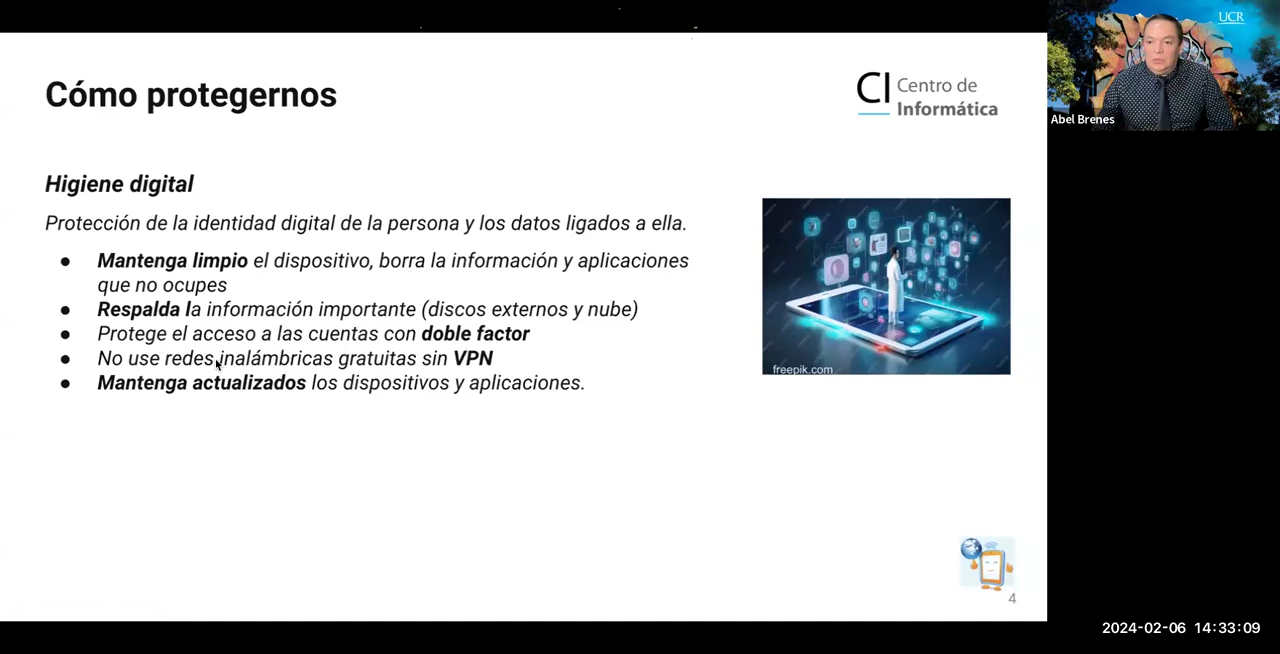 UCR
Abel Brenes
Cómo protegernos
CI Centro de
Informática
Higiene digital
Protección de la identidad digital de la persona y los datos ligados a ella.
● Mantenga limpio el dispositivo, borra la información y aplicaciones
que no ocupes
● Respalda la información importante (discos externos y nube)
● Protege el acceso a las cuentas con doble factor
● No use redes inalámbricas gratuitas sin VPN
● Mantenga actualizados los dispositivos y aplicaciones.
freepik.com
4
2024-02-06 14:33:09